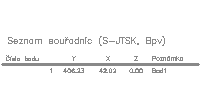 Seznam souřadnic (S-JTSK, Bpv)
Číslo bodu Y X Z Poznámka
1 406.23 42.03 0.00 Bod1